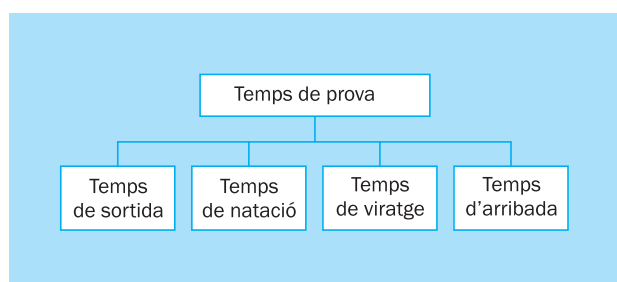 Temps de prova
Temps
de sortida
Temps
de natació
Temps
de viratge
Temps
d’arribada